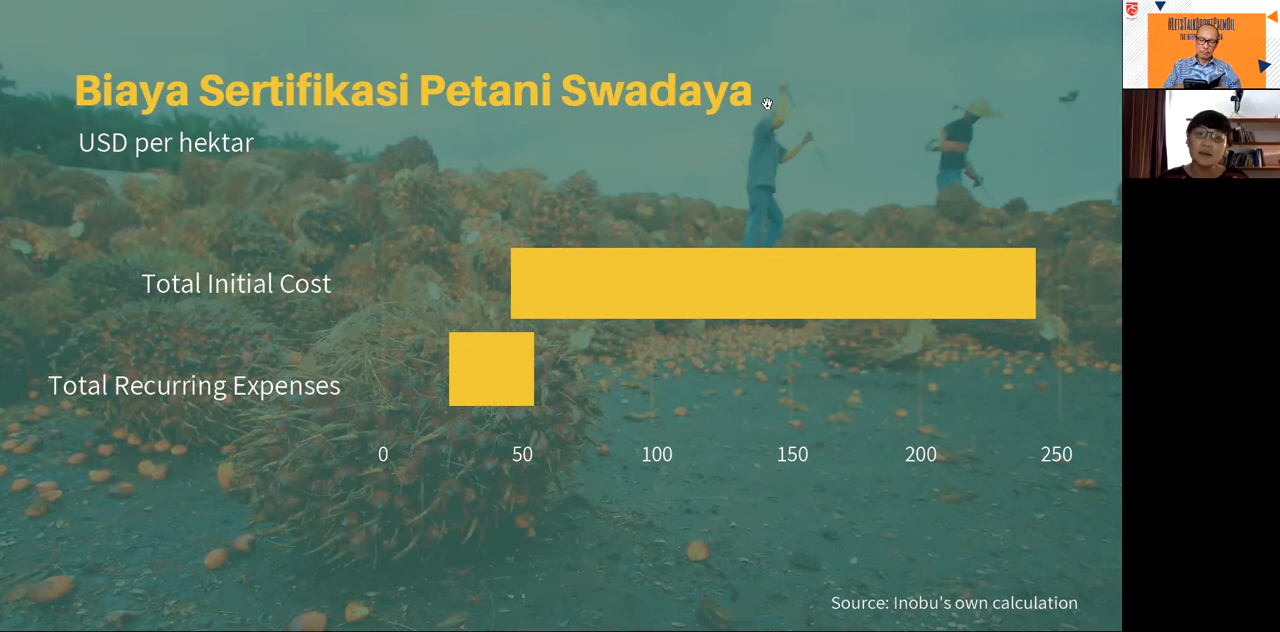 Biaya Sertifikasi Petani Swadaya
USD per hektar
Total Initial Cost
Total Recurring Expenses
0 50 100 150 200 250
Source: Inobu's own calculation